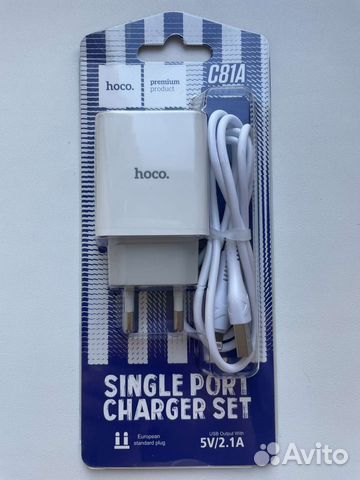 hoco.
premium
product
C81A
hoco.
SINGLE PORT
CHARGER SET
European
standard plug
USB Output With
5V/2.1A
Avito